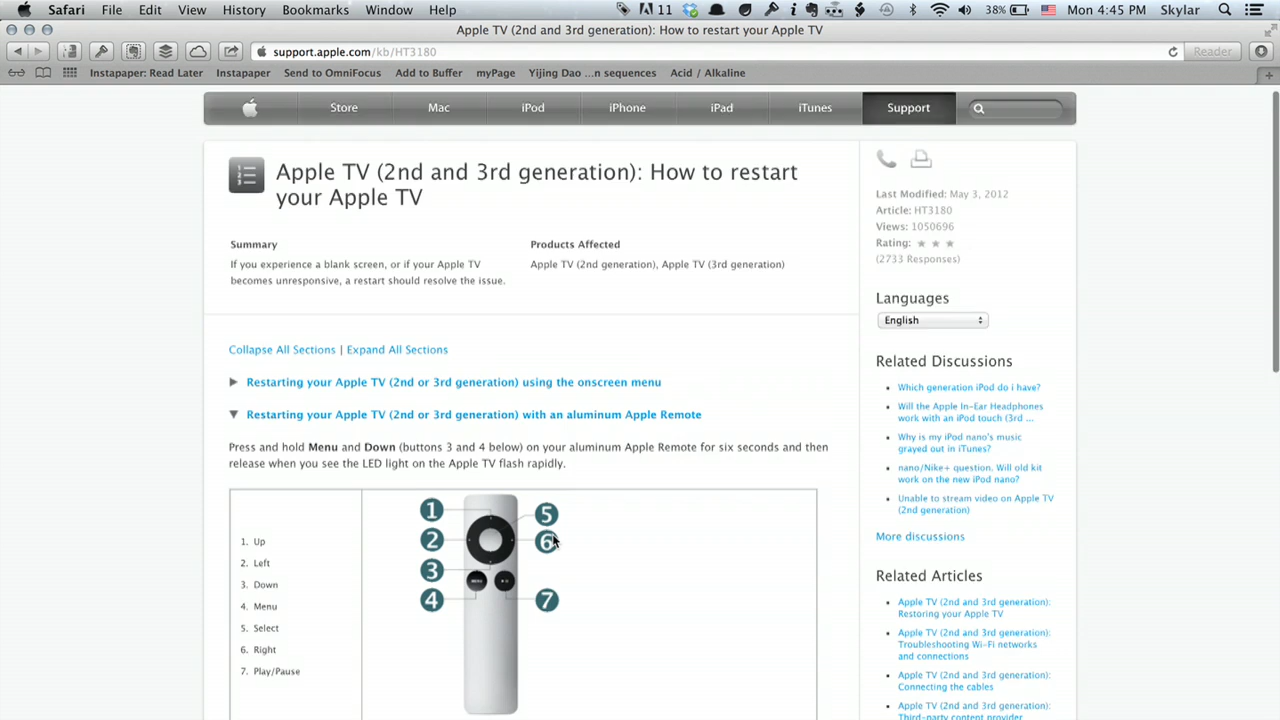 Safari File Edit View History Bookmarks Window Help 11 38% Mon 4:45 PM Skylar
Apple TV (2nd and 3rd generation): How to restart your Apple TV
support.apple.com/kb/HT3180 Reader
Instapaper: Read Later Instapaper Send to OmniFocus Add to Buffer myPage Yijing Dao ...n sequences Acid / Alkaline
Store Mac iPod iPhone iPad iTunes Support
Apple TV (2nd and 3rd generation): How to restart
your Apple TV
Summary
If you experience a blank screen, or if your Apple TV
becomes unresponsive, a restart should resolve the issue.
Products Affected
Apple TV (2nd generation), Apple TV (3rd generation)
Collapse All Sections | Expand All Sections
Restarting your Apple TV (2nd or 3rd generation) using the onscreen menu
Restarting your Apple TV (2nd or 3rd generation) with an aluminum Apple Remote
Press and hold Menu and Down (buttons 3 and 4 below) on your aluminum Apple Remote for six seconds and then
release when you see the LED light on the Apple TV flash rapidly.
1. Up
2. Left
3. Down
4. Menu
5. Select
6. Right
7. Play/Pause
1
2
3
4
5
6
7
MENU
Last Modified: May 3, 2012
Article: HT3180
Views: 1050696
Rating:
(2733 Responses)
Languages
English
Related Discussions
Which generation iPod do i have?
Will the Apple In-Ear Headphones
work with an iPod touch (3rd ...
Why is my iPod nano's music
grayed out in iTunes?
nano/Nike+ question. Will old kit
work on the new iPod nano?
Unable to stream video on Apple TV
(2nd generation)
More discussions
Related Articles
Apple TV (2nd and 3rd generation):
Restoring your Apple TV
Apple TV (2nd and 3rd generation):
Troubleshooting Wi-Fi networks
and connections
Apple TV (2nd and 3rd generation):
Connecting the cables
Apple TV (2nd and 3rd generation):
Third-party content provider